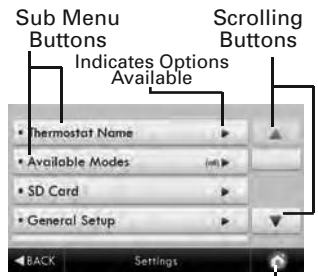 Sub Menu
Buttons
Scrolling
Buttons
Indicates Options
Available
• Thermostat Name
• Available Modes
• SD Card
• General Setup
◀BACK
Settings